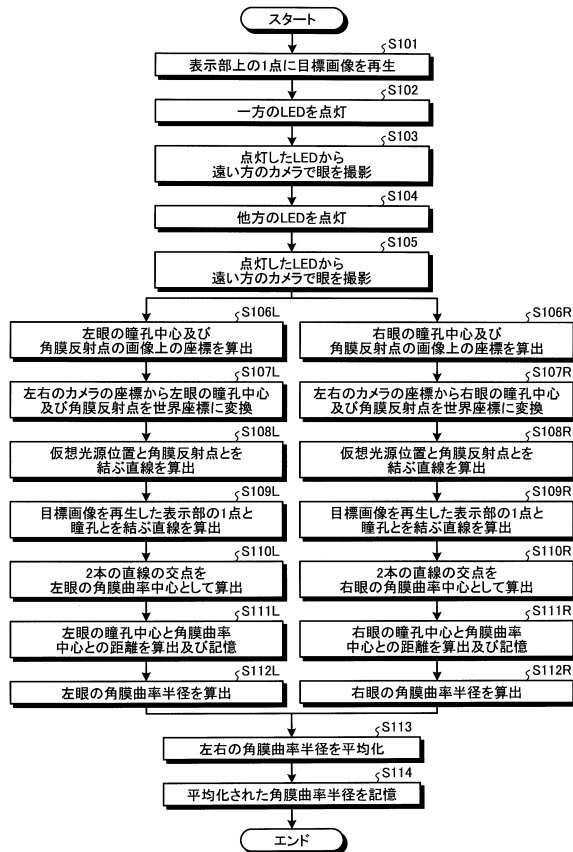 スタート
S101
表示部上の1点に目標画像を再生
S102
一方のLEDを点灯
S103
点灯したLEDから
遠い方のカメラで眼を撮影
S104
他方のLEDを点灯
S105
点灯したLEDから
遠い方のカメラで眼を撮影
S106L
左眼の瞳孔中心及び
角膜反射点の画像上の座標を算出
S107L
左右のカメラの座標から左眼の瞳孔中心
及び角膜反射点を世界座標に変換
S108L
仮想光源位置と角膜反射点とを
結ぶ直線を算出
S109L
目標画像を再生した表示部の1点と
瞳孔とを結ぶ直線を算出
S110L
2本の直線の交点を
左眼の角膜曲率中心として算出
S111L
左眼の瞳孔中心と角膜曲率
中心との距離を算出及び記憶
S112L
左眼の角膜曲率半径を算出
S106R
右眼の瞳孔中心及び
角膜反射点の画像上の座標を算出
S107R
左右のカメラの座標から右眼の瞳孔中心
及び角膜反射点を世界座標に変換
S108R
仮想光源位置と角膜反射点とを
結ぶ直線を算出
S109R
目標画像を再生した表示部の1点と
瞳孔とを結ぶ直線を算出
S110R
2本の直線の交点を
右眼の角膜曲率中心として算出
S111R
右眼の瞳孔中心と角膜曲率
中心との距離を算出及び記憶
S112R
右眼の角膜曲率半径を算出
S113
左右の角膜曲率半径を平均化
S114
平均化された角膜曲率半径を記憶
エンド